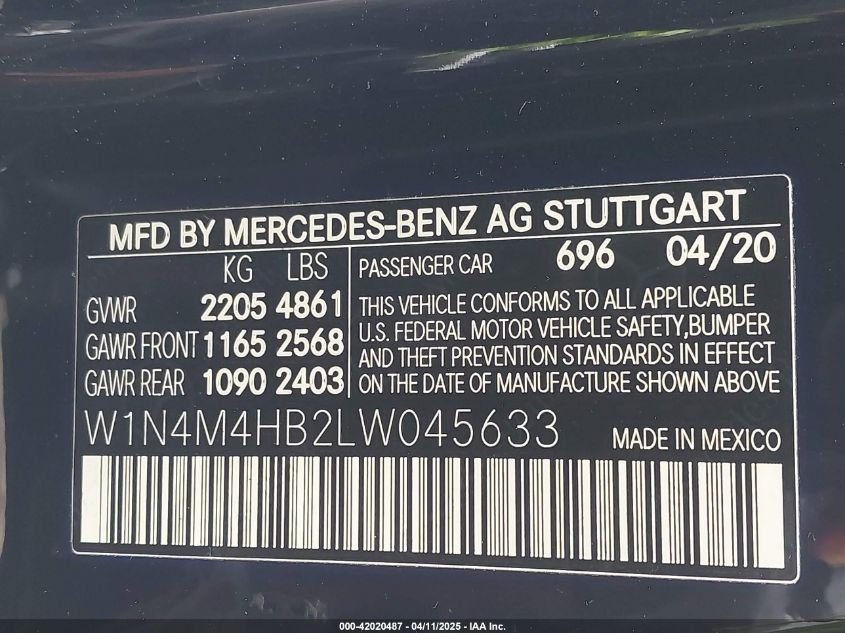 MFD BY MERCEDES-BENZ AG STUTTGART
KG LBS
GVWR 2205 4861
GAWR FRONT 1165 2568
GAWR REAR 1090 2403
PASSENGER CAR 696 04/20
THIS VEHICLE CONFORMS TO ALL APPLICABLE
U.S. FEDERAL MOTOR VEHICLE SAFETY,BUMPER
AND THEFT PREVENTION STANDARDS IN EFFECT
ON THE DATE OF MANUFACTURE SHOWN ABOVE
W1N4M4HB2LW045633 MADE IN MEXICO
000-42020487 - 04/11/2025 - IAA Inc.